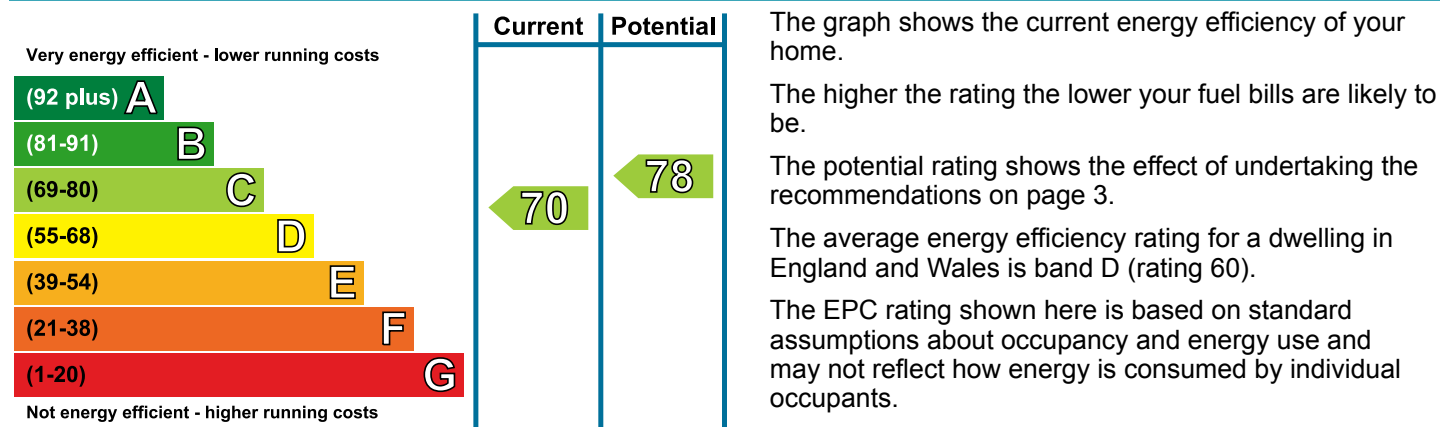 Current Potential
Very energy efficient - lower running costs
(92 plus) A
(81-91) B
(69-80) C
(55-68) D
(39-54) E
(21-38) F
(1-20) G
Not energy efficient - higher running costs
70
78
The graph shows the current energy efficiency of your
home.
The higher the rating the lower your fuel bills are likely to
be.
The potential rating shows the effect of undertaking the
recommendations on page 3.
The average energy efficiency rating for a dwelling in
England and Wales is band D (rating 60).
The EPC rating shown here is based on standard
assumptions about occupancy and energy use and
may not reflect how energy is consumed by individual
occupants.